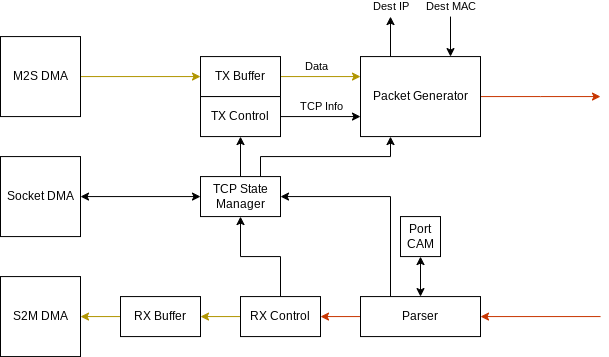 Dest IP
Dest MAC
M2S DMA
TX Buffer
Data
Packet Generator
TX Control
TCP Info
Socket DMA
TCP State
Manager
Port
CAM
S2M DMA
RX Buffer
RX Control
Parser